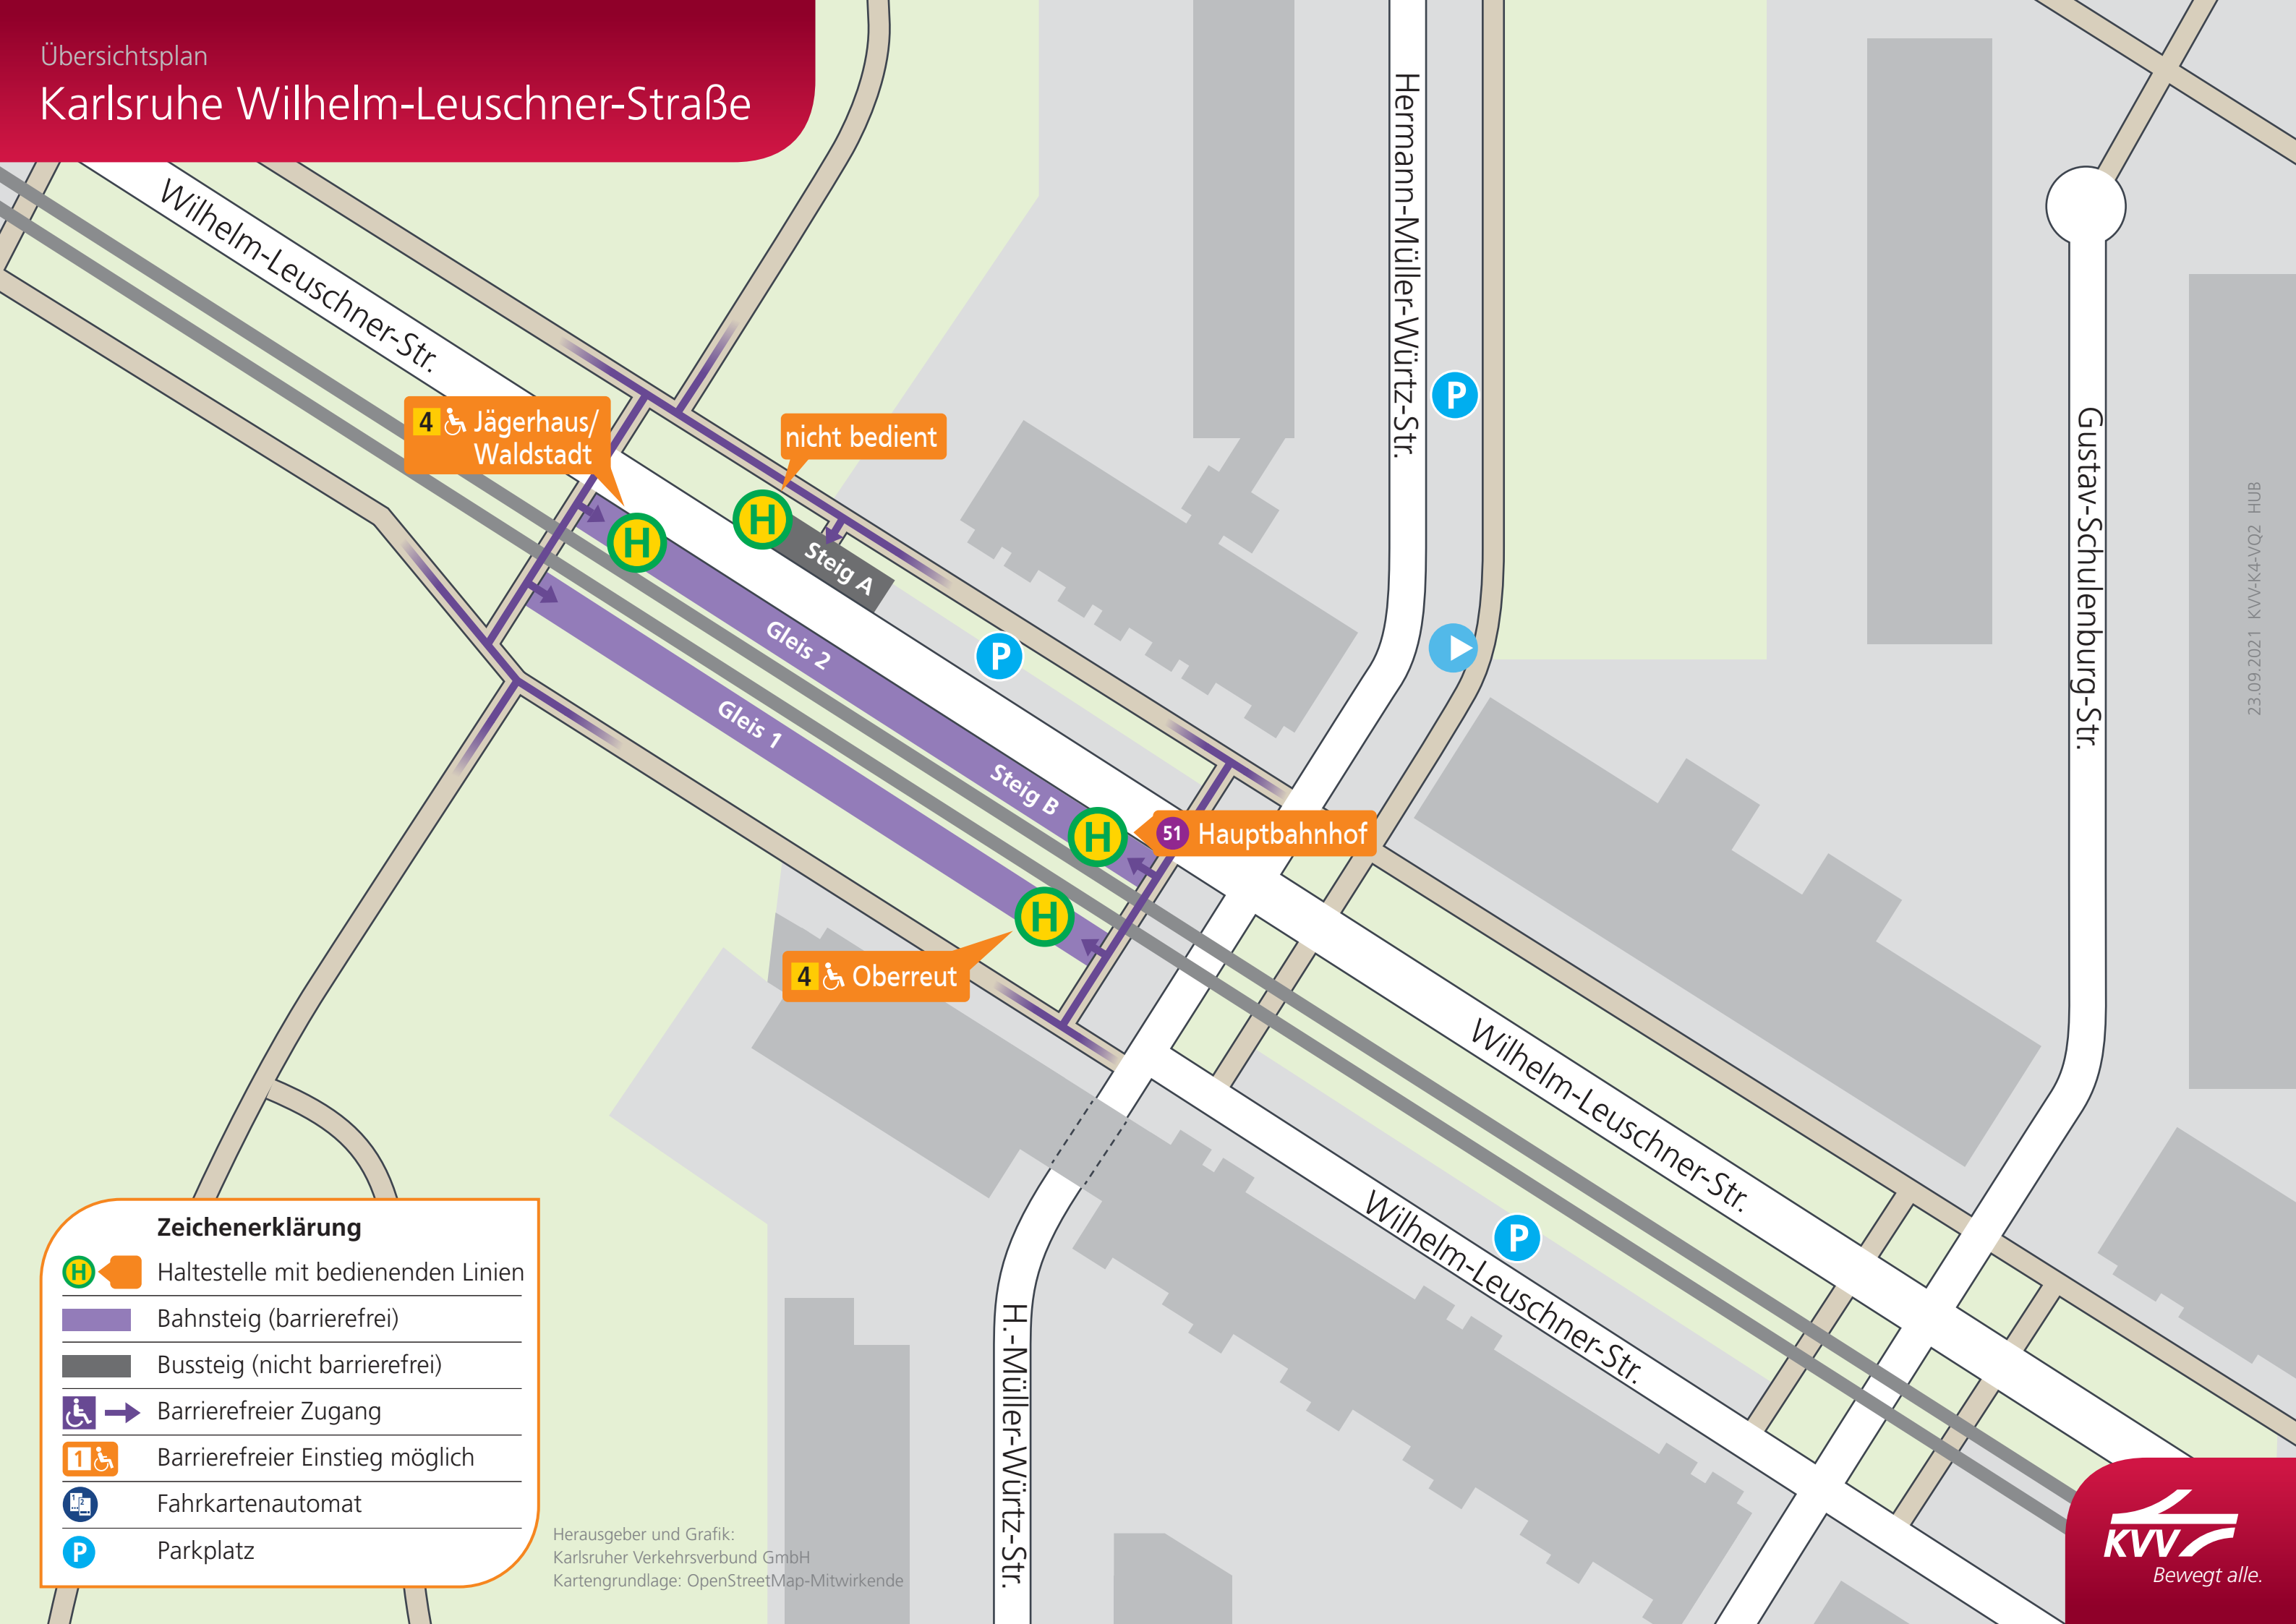 Übersichtsplan
Karlsruhe Wilhelm-Leuschner-Straße
Wilhelm-Leuschner-Str.
Hermann-Müller-Würtz-Str.
Gustav-Schulenburg-Str.
4 Jägerhaus/
Waldstadt
nicht bedient
H
H
Steig A
P
P
Gleis 2
Gleis 1
Steig B
H
51 Hauptbahnhof
H
4 Oberreut
Wilhelm-Leuschner-Str.
Wilhelm-Leuschner-Str.
P
H.-Müller-Würtz-Str.
23.09.2021 KVV-K4-VQ2 HUB
Zeichenerklärung
H Haltestelle mit bedienenden Linien
Bahnsteig (barrierefrei)
Bussteig (nicht barrierefrei)
Barrierefreier Zugang
1 Barrierefreier Einstieg möglich
Fahrkartenautomat
P Parkplatz
Herausgeber und Grafik:
Karlsruher Verkehrsverbund GmbH
Kartengrundlage: OpenStreetMap-Mitwirkende
KVV
Bewegt alle.